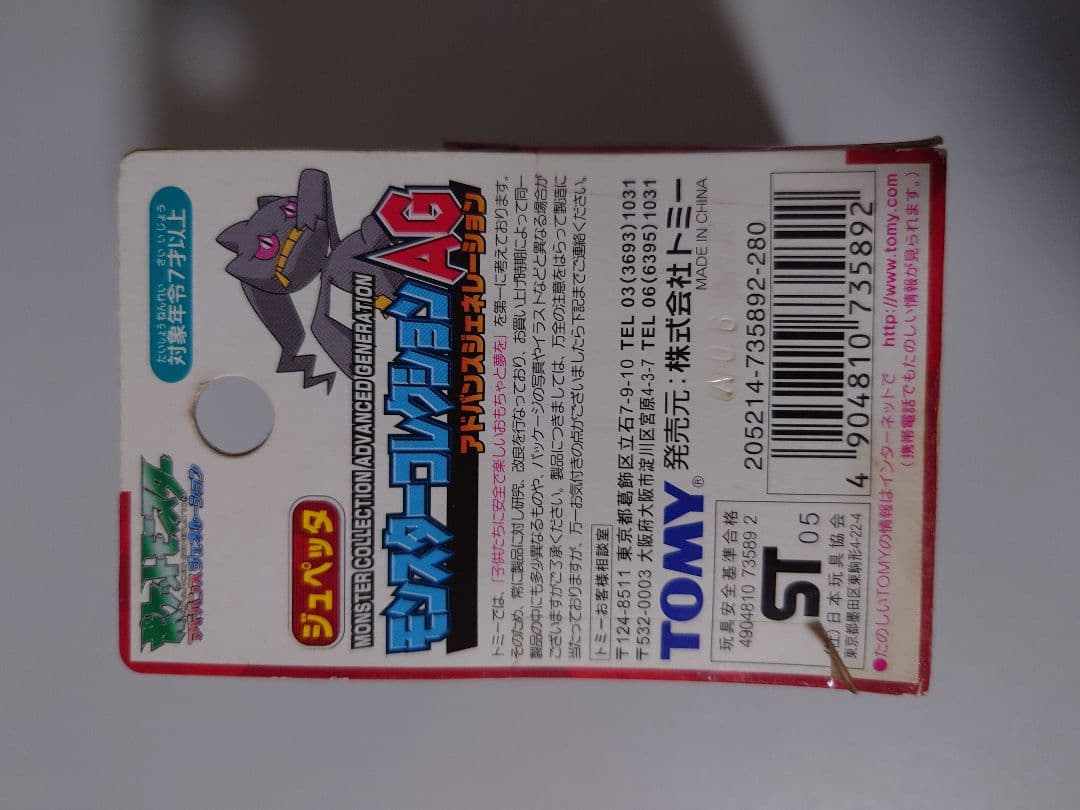 ポケットモンスター
アドバンスジェネレーション
たいしょうねんれい さい いじょう
対象年令7才以上
ジュペッタ
MONSTER COLLECTION/ADVANCED GENERATION
モンスターコレクションAG
アドバンスジェネレーション
トミーでは、「子供たちに安全で楽しいおもちゃと夢を」を第一に考えております。
そのため、常に製品に対し研究、改良を行なっており、お買い上げ時期によって同一
製品の中にも多少異なるものや、パッケージの写真やイラストなどと異なる場合が
ございますがご了承ください。製品につきましては、万全の注意をはらって製造に
当たっておりますが、万一お気付きの点がございましたら下記までご連絡ください。
トミーお客様相談室
〒124-8511 東京都葛飾区立石7-9-10 TEL 03(3693)1031
〒532-0003 大阪府大阪市淀川区宮原4-3-7 TEL 06(6395)1031
TOMY® 発売元：株式会社トミー
MADE IN CHINA
玩具安全基準合格
4904810 73589 2
ST 05
(社)日本玩具協会
東京都墨田区東駒形4-22-4
205214-735892-280
4 904810 735892
●たのしいTOMYの情報はインターネットで http://www.tomy.com
(携帯電話でもたのしい情報が見られます。)